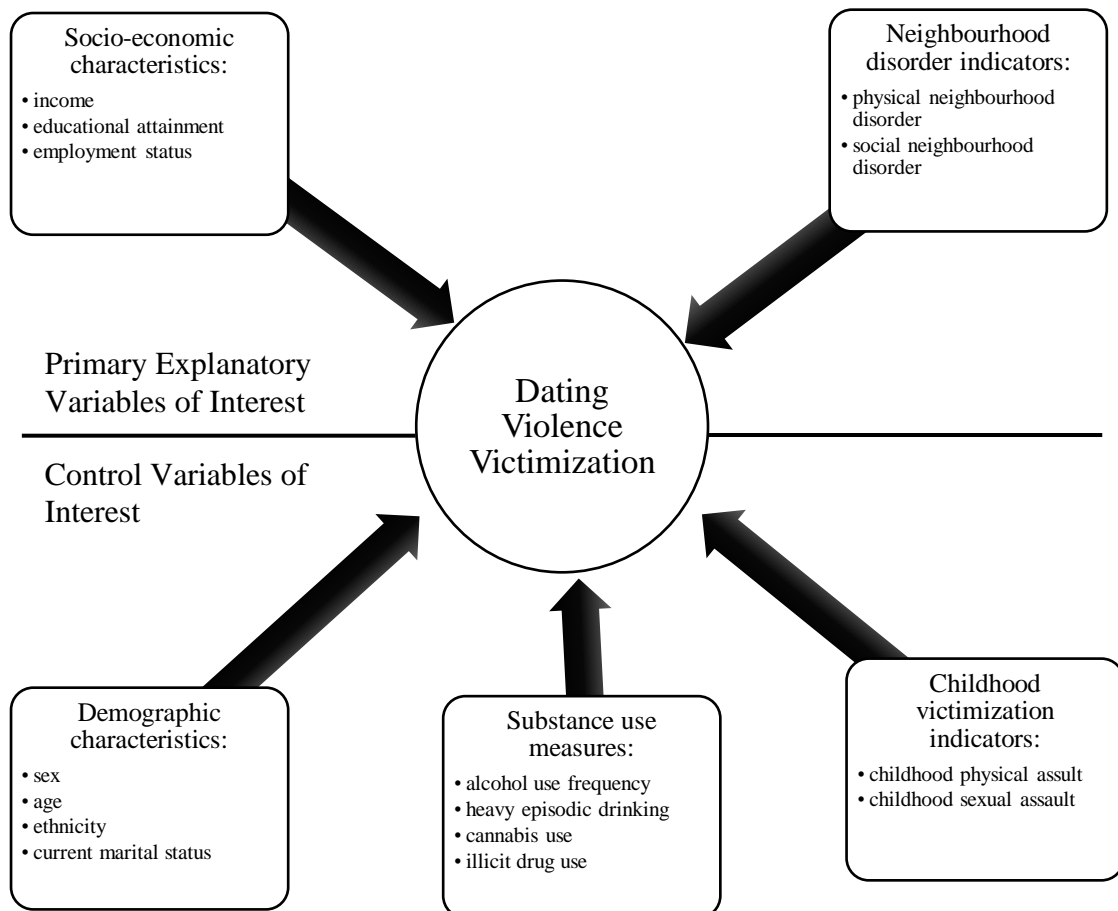 Socio-economic
characteristics:
• income
• educational attainment
• employment status
Neighbourhood
disorder indicators:
• physical neighbourhood
disorder
• social neighbourhood
disorder
Primary Explanatory
Variables of Interest
Dating
Violence
Victimization
Control Variables of
Interest
Demographic
characteristics:
• sex
• age
• ethnicity
• current marital status
Substance use
measures:
• alcohol use frequency
• heavy episodic drinking
• cannabis use
• illicit drug use
Childhood
victimization
indicators:
• childhood physical assult
• childhood sexual assault